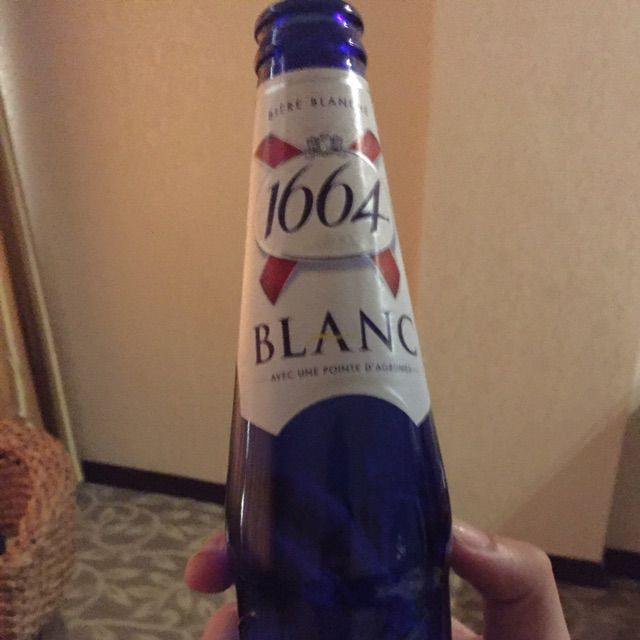 BIÈRE BLANCHE
1664
BLANC
AVEC UNE POINTE D'AGRUMES